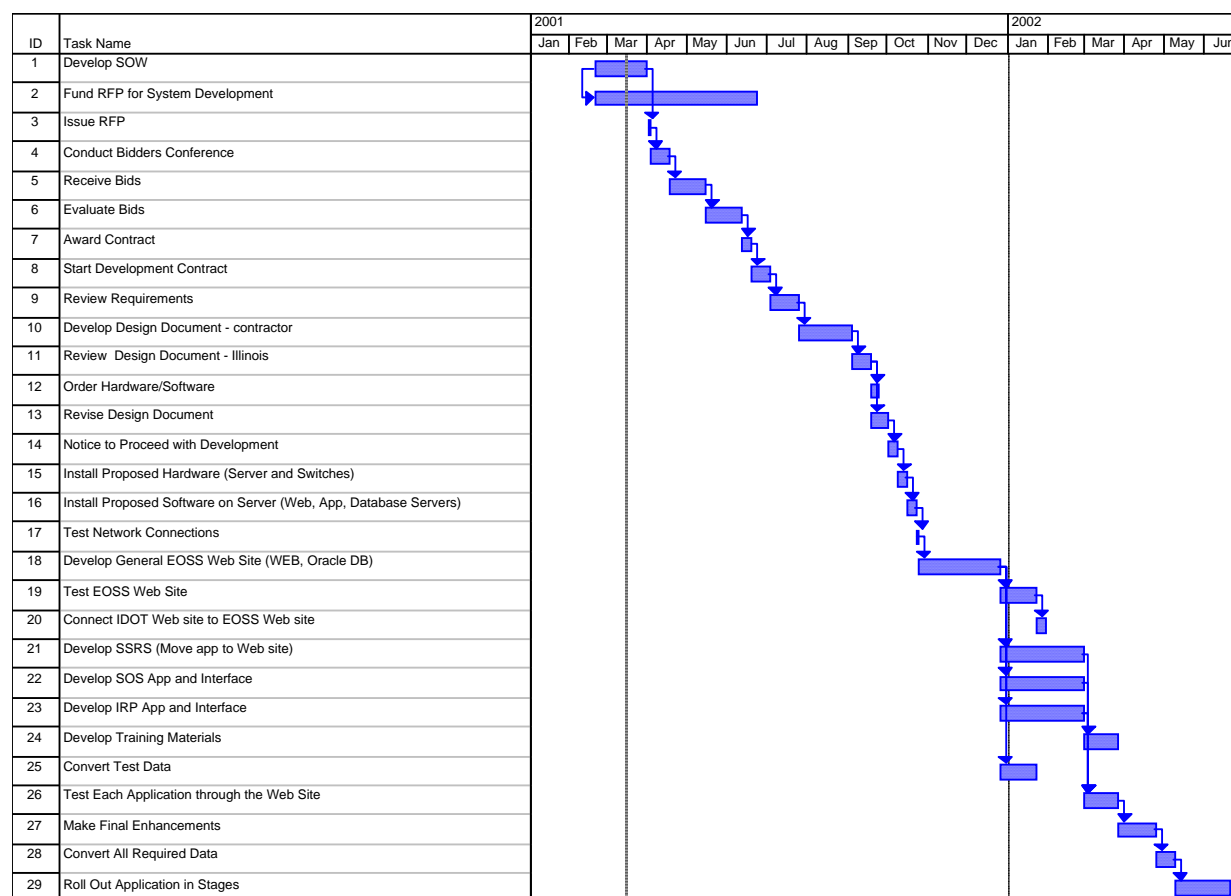 2001 2002
ID Task Name Jan Feb Mar Apr May Jun Jul Aug Sep Oct Nov Dec Jan Feb Mar Apr May Jun
1 Develop SOW
2 Fund RFP for System Development
3 Issue RFP
4 Conduct Bidders Conference
5 Receive Bids
6 Evaluate Bids
7 Award Contract
8 Start Development Contract
9 Review Requirements
10 Develop Design Document - contractor
11 Review Design Document - Illinois
12 Order Hardware/Software
13 Revise Design Document
14 Notice to Proceed with Development
15 Install Proposed Hardware (Server and Switches)
16 Install Proposed Software on Server (Web, App, Database Servers)
17 Test Network Connections
18 Develop General EOSS Web Site (WEB, Oracle DB)
19 Test EOSS Web Site
20 Connect IDOT Web site to EOSS Web site
21 Develop SSRS (Move app to Web site)
22 Develop SOS App and Interface
23 Develop IRP App and Interface
24 Develop Training Materials
25 Convert Test Data
26 Test Each Application through the Web Site
27 Make Final Enhancements
28 Convert All Required Data
29 Roll Out Application in Stages